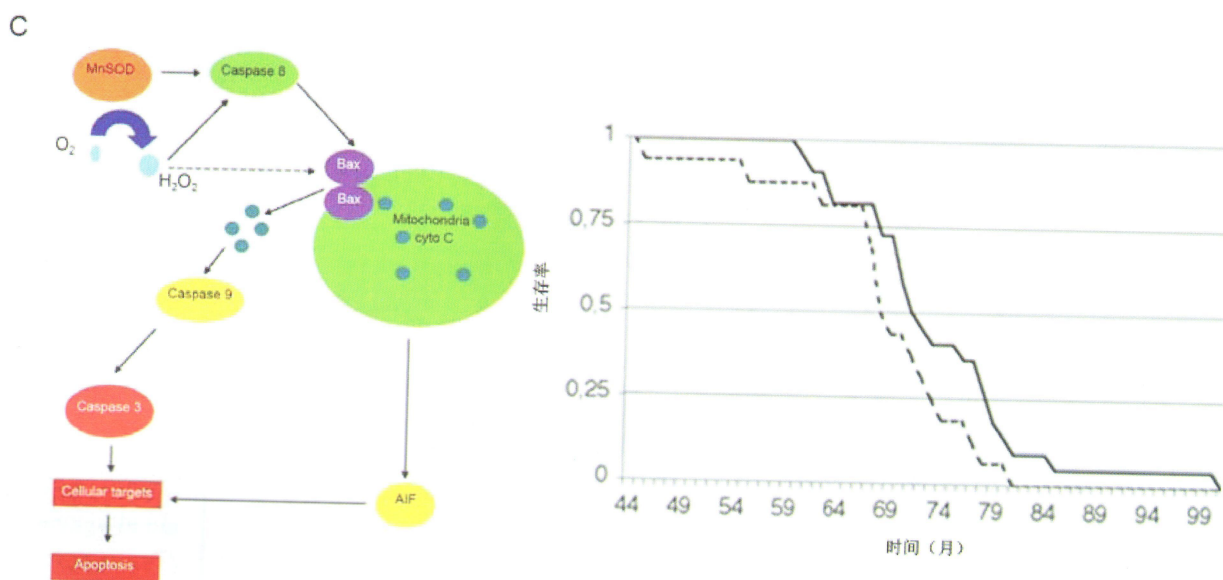 C
MnSOD
Caspase 8
O₂
H₂O₂
Bax
Bax
Mitochondria
cyto C
Caspase 9
Caspase 3
Cellular targets
AIF
Apoptosis
生存率
1
0,75
0,5
0,25
0
44 49 54 59 64 69 74 79 84 89 94 99
时间（月）